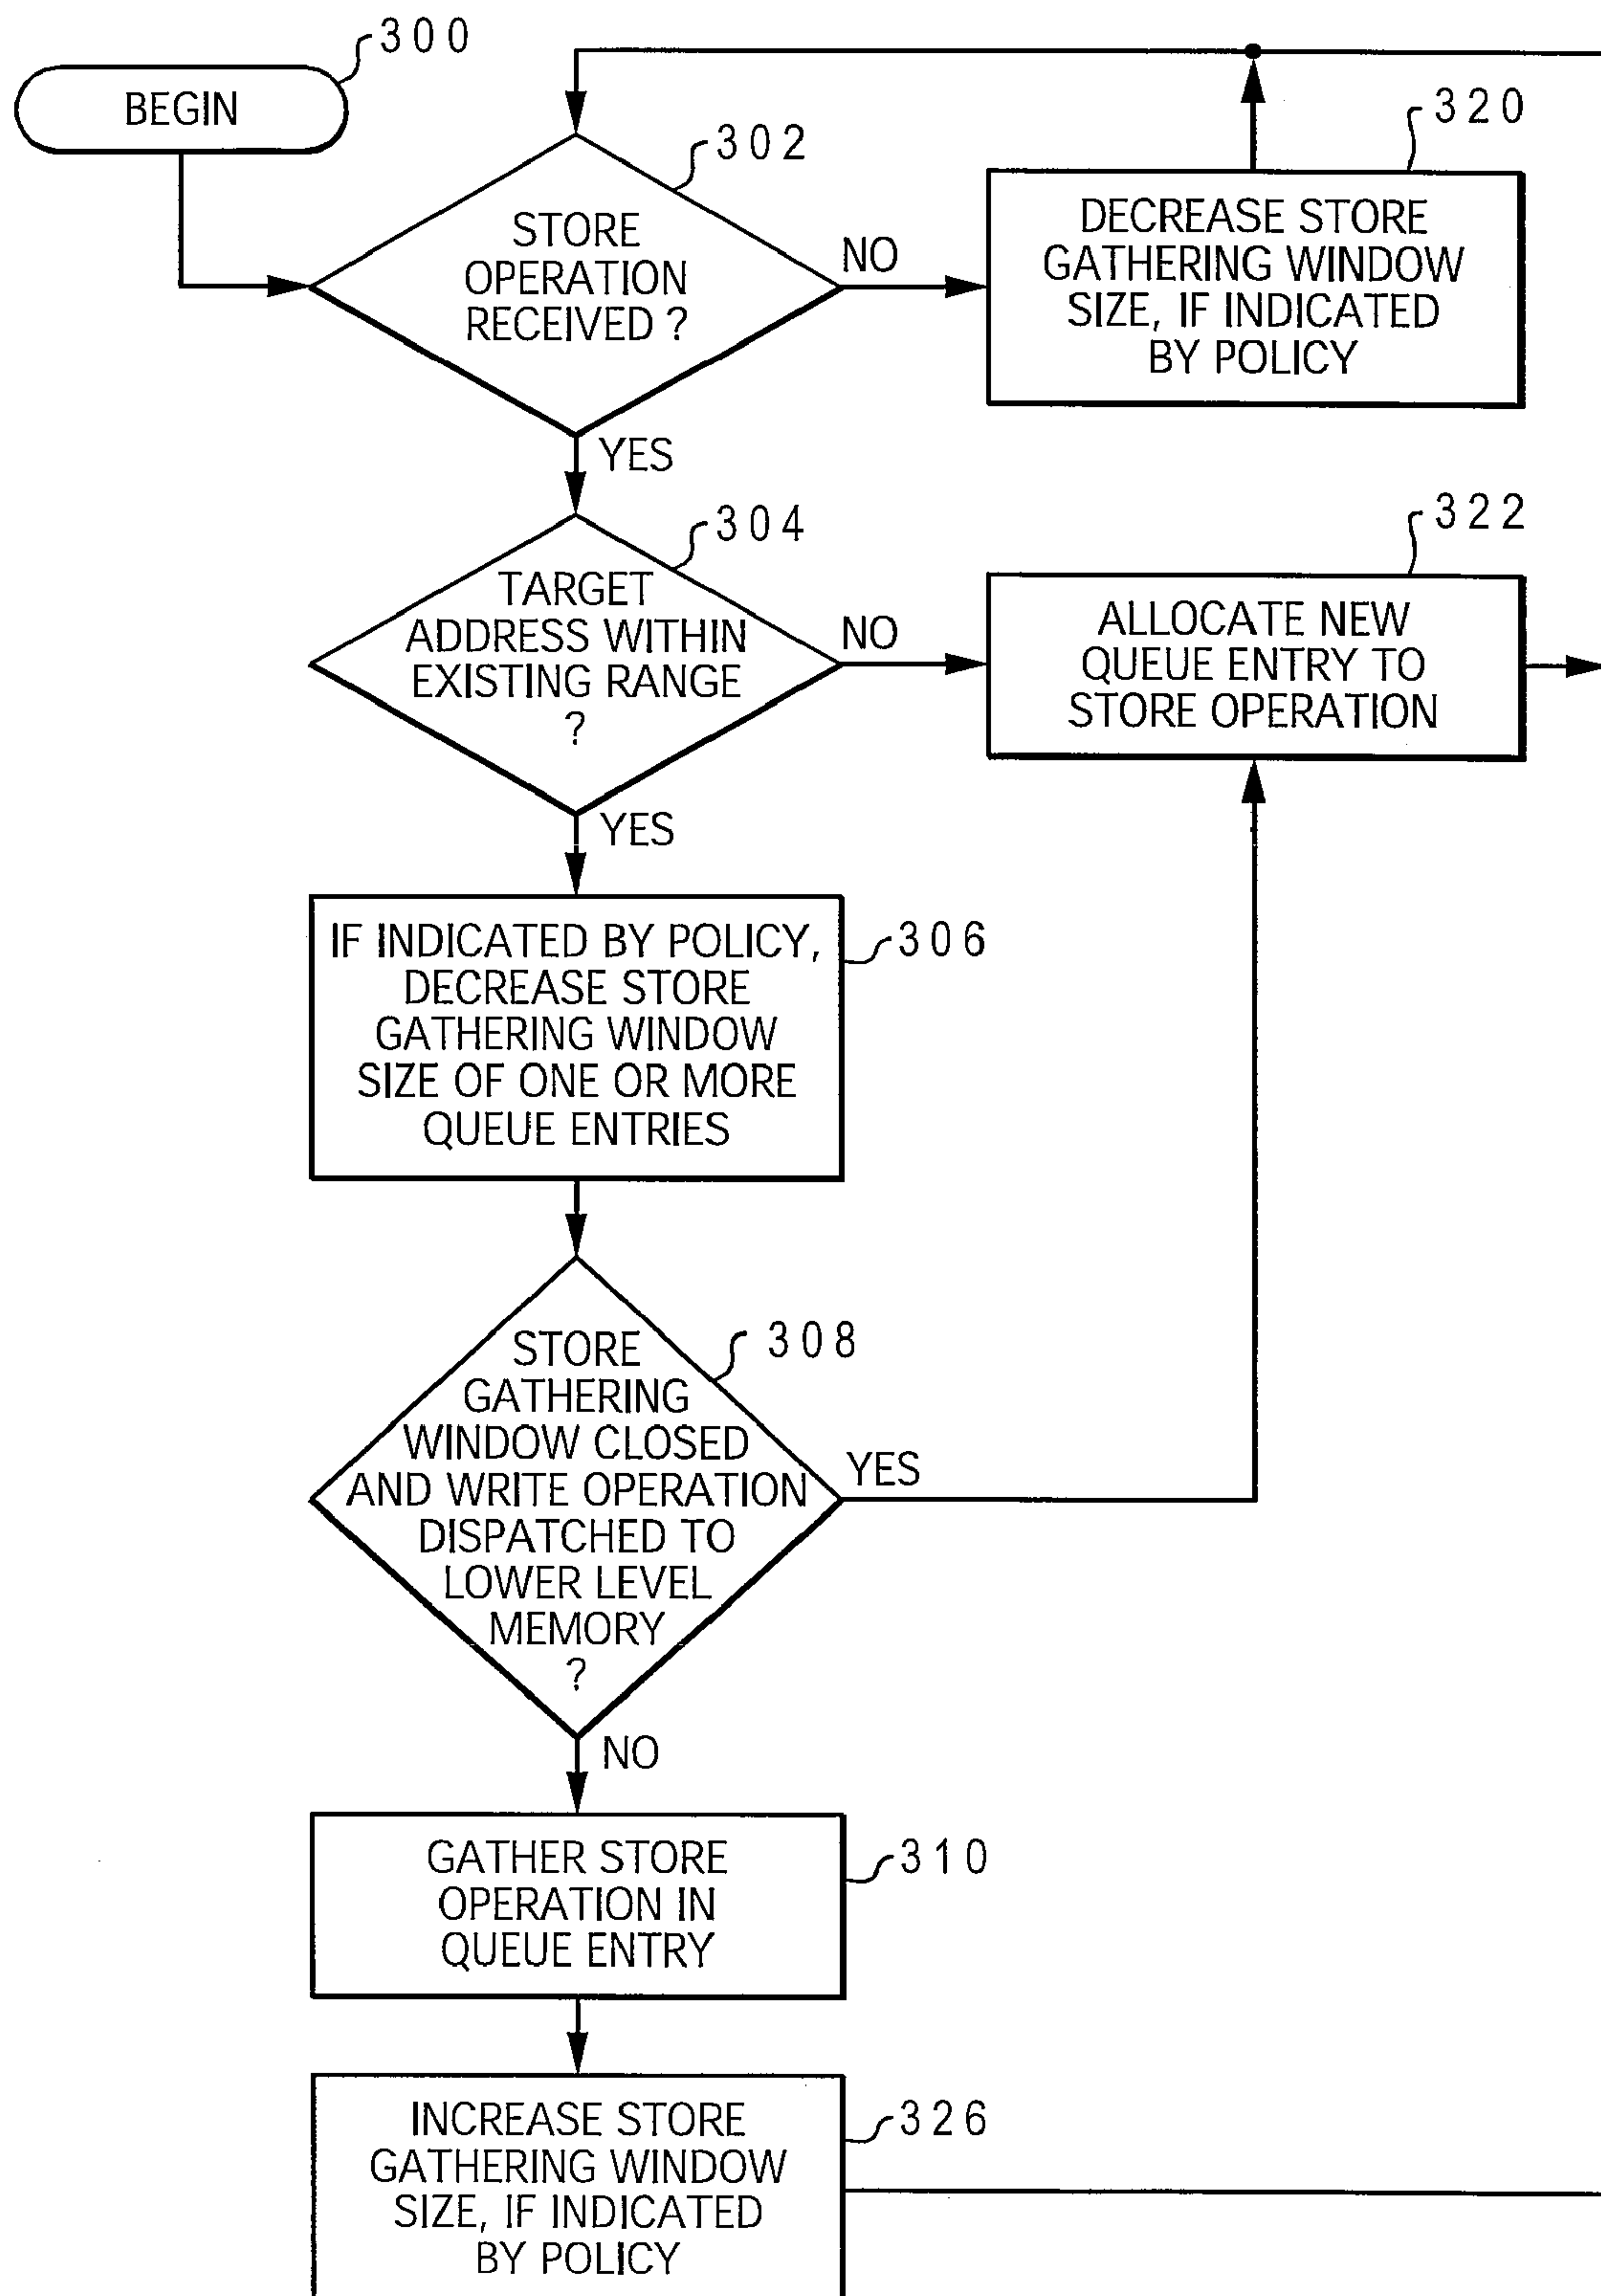 300
BEGIN
302
STORE
OPERATION
RECEIVED ?
NO
320
DECREASE STORE
GATHERING WINDOW
SIZE, IF INDICATED
BY POLICY
YES
304
TARGET
ADDRESS WITHIN
EXISTING RANGE
?
NO
322
ALLOCATE NEW
QUEUE ENTRY TO
STORE OPERATION
YES
IF INDICATED BY POLICY,
DECREASE STORE
GATHERING WINDOW
SIZE OF ONE OR MORE
QUEUE ENTRIES
306
STORE
GATHERING
WINDOW CLOSED
AND WRITE OPERATION
DISPATCHED TO
LOWER LEVEL
MEMORY
?
308
YES
NO
GATHER STORE
OPERATION IN
QUEUE ENTRY
310
INCREASE STORE
GATHERING WINDOW
SIZE, IF INDICATED
BY POLICY
326